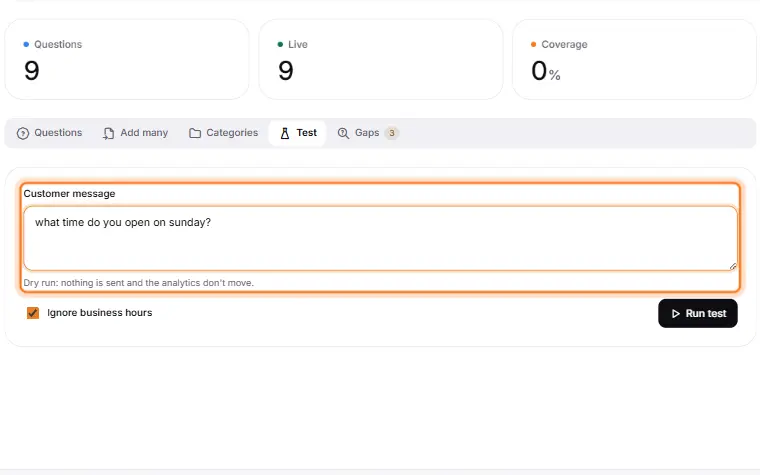 Questions
9
Live
9
Coverage
0%
Questions
Add many
Categories
Test
Gaps 3
Customer message
what time do you open on sunday?
Dry run: nothing is sent and the analytics don't move.
Ignore business hours
Run test